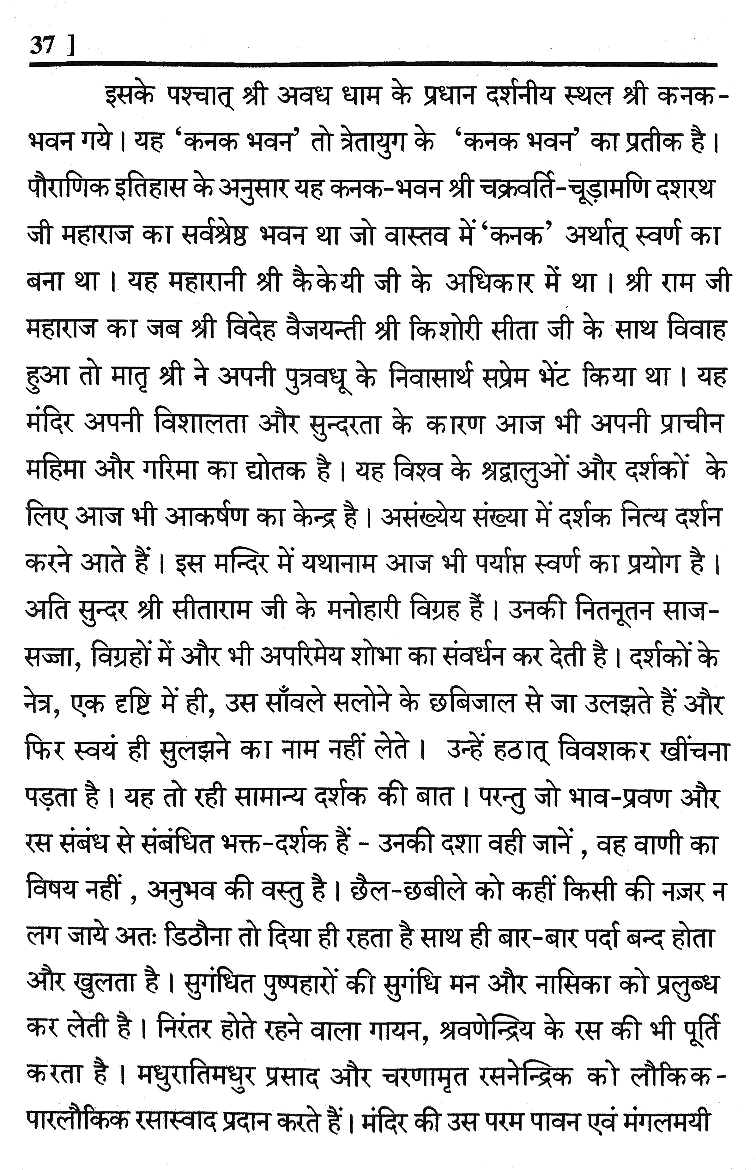 37 ]
इसके पश्चात् श्री अवध धाम के प्रधान दर्शनीय स्थल श्री कनक-
भवन गये। यह ‘कनक भवन’ तो त्रेतायुग के ‘कनक भवन’ का प्रतीक है।
पौराणिक इतिहास के अनुसार यह कनक-भवन श्री चक्रवर्ति-चूड़ामणि दशरथ
जी महाराज का सर्वश्रेष्ठ भवन था जो वास्तव में ‘कनक’ अर्थात् स्वर्ण का
बना था। यह महारानी श्री कैकेयी जी के अधिकार में था। श्री राम जी
महाराज का जब श्री विदेह वैजयन्ती श्री किशोरी सीता जी के साथ विवाह
हुआ तो मातृ श्री ने अपनी पुत्रवधू के निवासार्थ सप्रेम भेंट किया था। यह
मंदिर अपनी विशालता और सुन्दरता के कारण आज भी अपनी प्राचीन
महिमा और गरिमा का द्योतक है। यह विश्व के श्रद्वालुओं और दर्शकों के
लिए आज भी आकर्षण का केन्द्र है। असंख्येय संख्या में दर्शक नित्य दर्शन
करने आते हैं। इस मन्दिर में यथानाम आज भी पर्याप्त स्वर्ण का प्रयोग है।
अति सुन्दर श्री सीताराम जी के मनोहारी विग्रह हैं। उनकी नितनूतन साज-
सज्जा, विग्रहों में और भी अपरिमेय शोभा का संवर्धन कर देती है। दर्शकों के
नेत्र, एक दृष्टि में ही, उस साँवले सलोने के छबिजाल से जा उलझते हैं और
फिर स्वयं ही सुलझने का नाम नहीं लेते। उन्हें हठात् विवशकर खींचना
पड़ता है। यह तो रही सामान्य दर्शक की बात। परन्तु जो भाव-प्रवण और
रस संबंध से संबंधित भक्त-दर्शक हैं - उनकी दशा वही जानें , वह वाणी का
विषय नहीं , अनुभव की वस्तु है। छैल-छबीले को कहीं किसी की नज़र न
लग जाये अतः डिठौना तो दिया ही रहता है साथ ही बार-बार पर्दा बन्द होता
और खुलता है। सुगंधित पुष्पहारों की सुगंधि मन और नासिका को प्रलुब्ध
कर लेती है। निरंतर होते रहने वाला गायन, श्रवणेन्द्रिय के रस की भी पूर्ति
करता है। मधुरातिमधुर प्रसाद और चरणामृत रसनेन्द्रिक को लौकिक-
पारलौकिक रसास्वाद प्रदान करते हैं। मंदिर की उस परम पावन एवं मंगलमयी